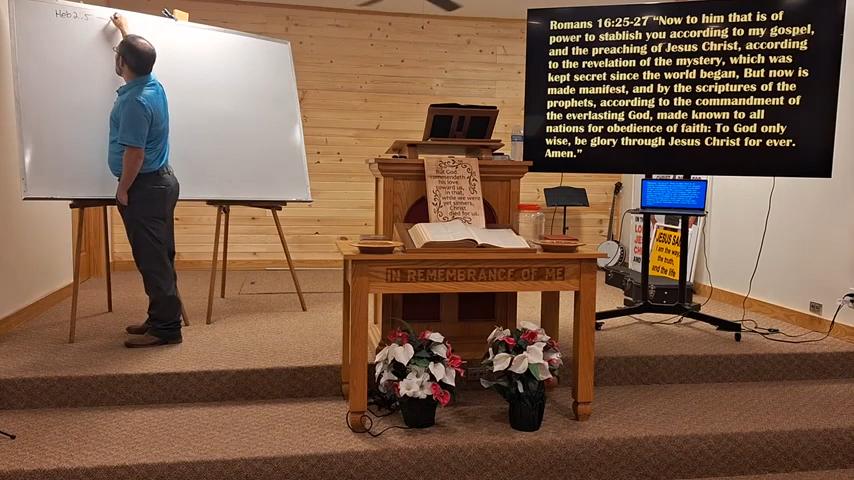 Heb 2:5
Romans 16:25-27 “Now to him that is of
power to stablish you according to my gospel,
and the preaching of Jesus Christ, according
to the revelation of the mystery, which was
kept secret since the world began, But now is
made manifest, and by the scriptures of the
prophets, according to the commandment of
the everlasting God, made known to all
nations for obedience of faith: To God only
wise, be glory through Jesus Christ for ever.
Amen.”
But God
commendeth
his love
toward us,
in that,
while we were
yet sinners,
Christ
died for us.
IN REMEMBRANCE OF ME
JESUS SA
I am the way,
the truth,
and the life